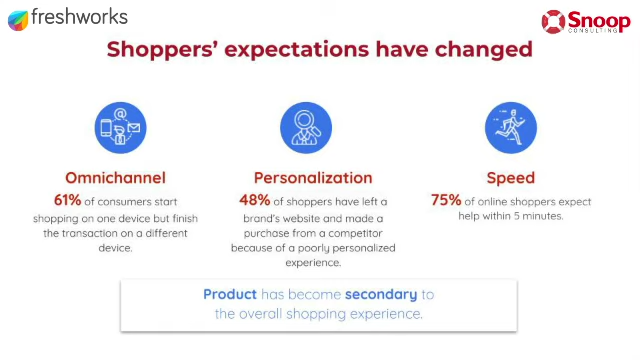 freshworks
Snoop
CONSULTING
Shoppers' expectations have changed
Omnichannel
61% of consumers start
shopping on one device but finish
the transaction on a different
device.
Personalization
48% of shoppers have left a
brand's website and made a
purchase from a competitor
because of a poorly personalized
experience.
Speed
75% of online shoppers expect
help within 5 minutes.
Product has become secondary to
the overall shopping experience.